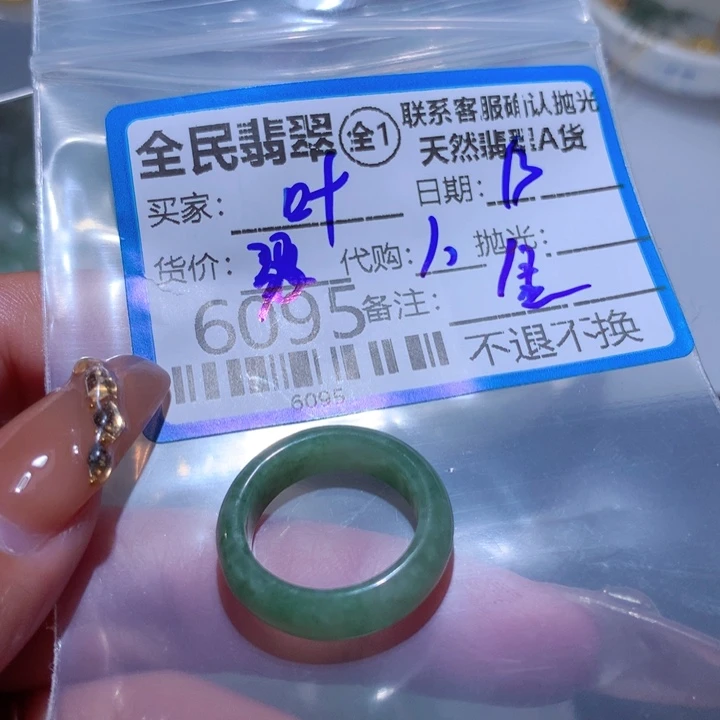 全民翡翠 全1 联系客服确认抛光
天然翡翠A货
买家: 叶 日期:
货价: 代购: 抛光:
6095 备注:
不退不换
6095